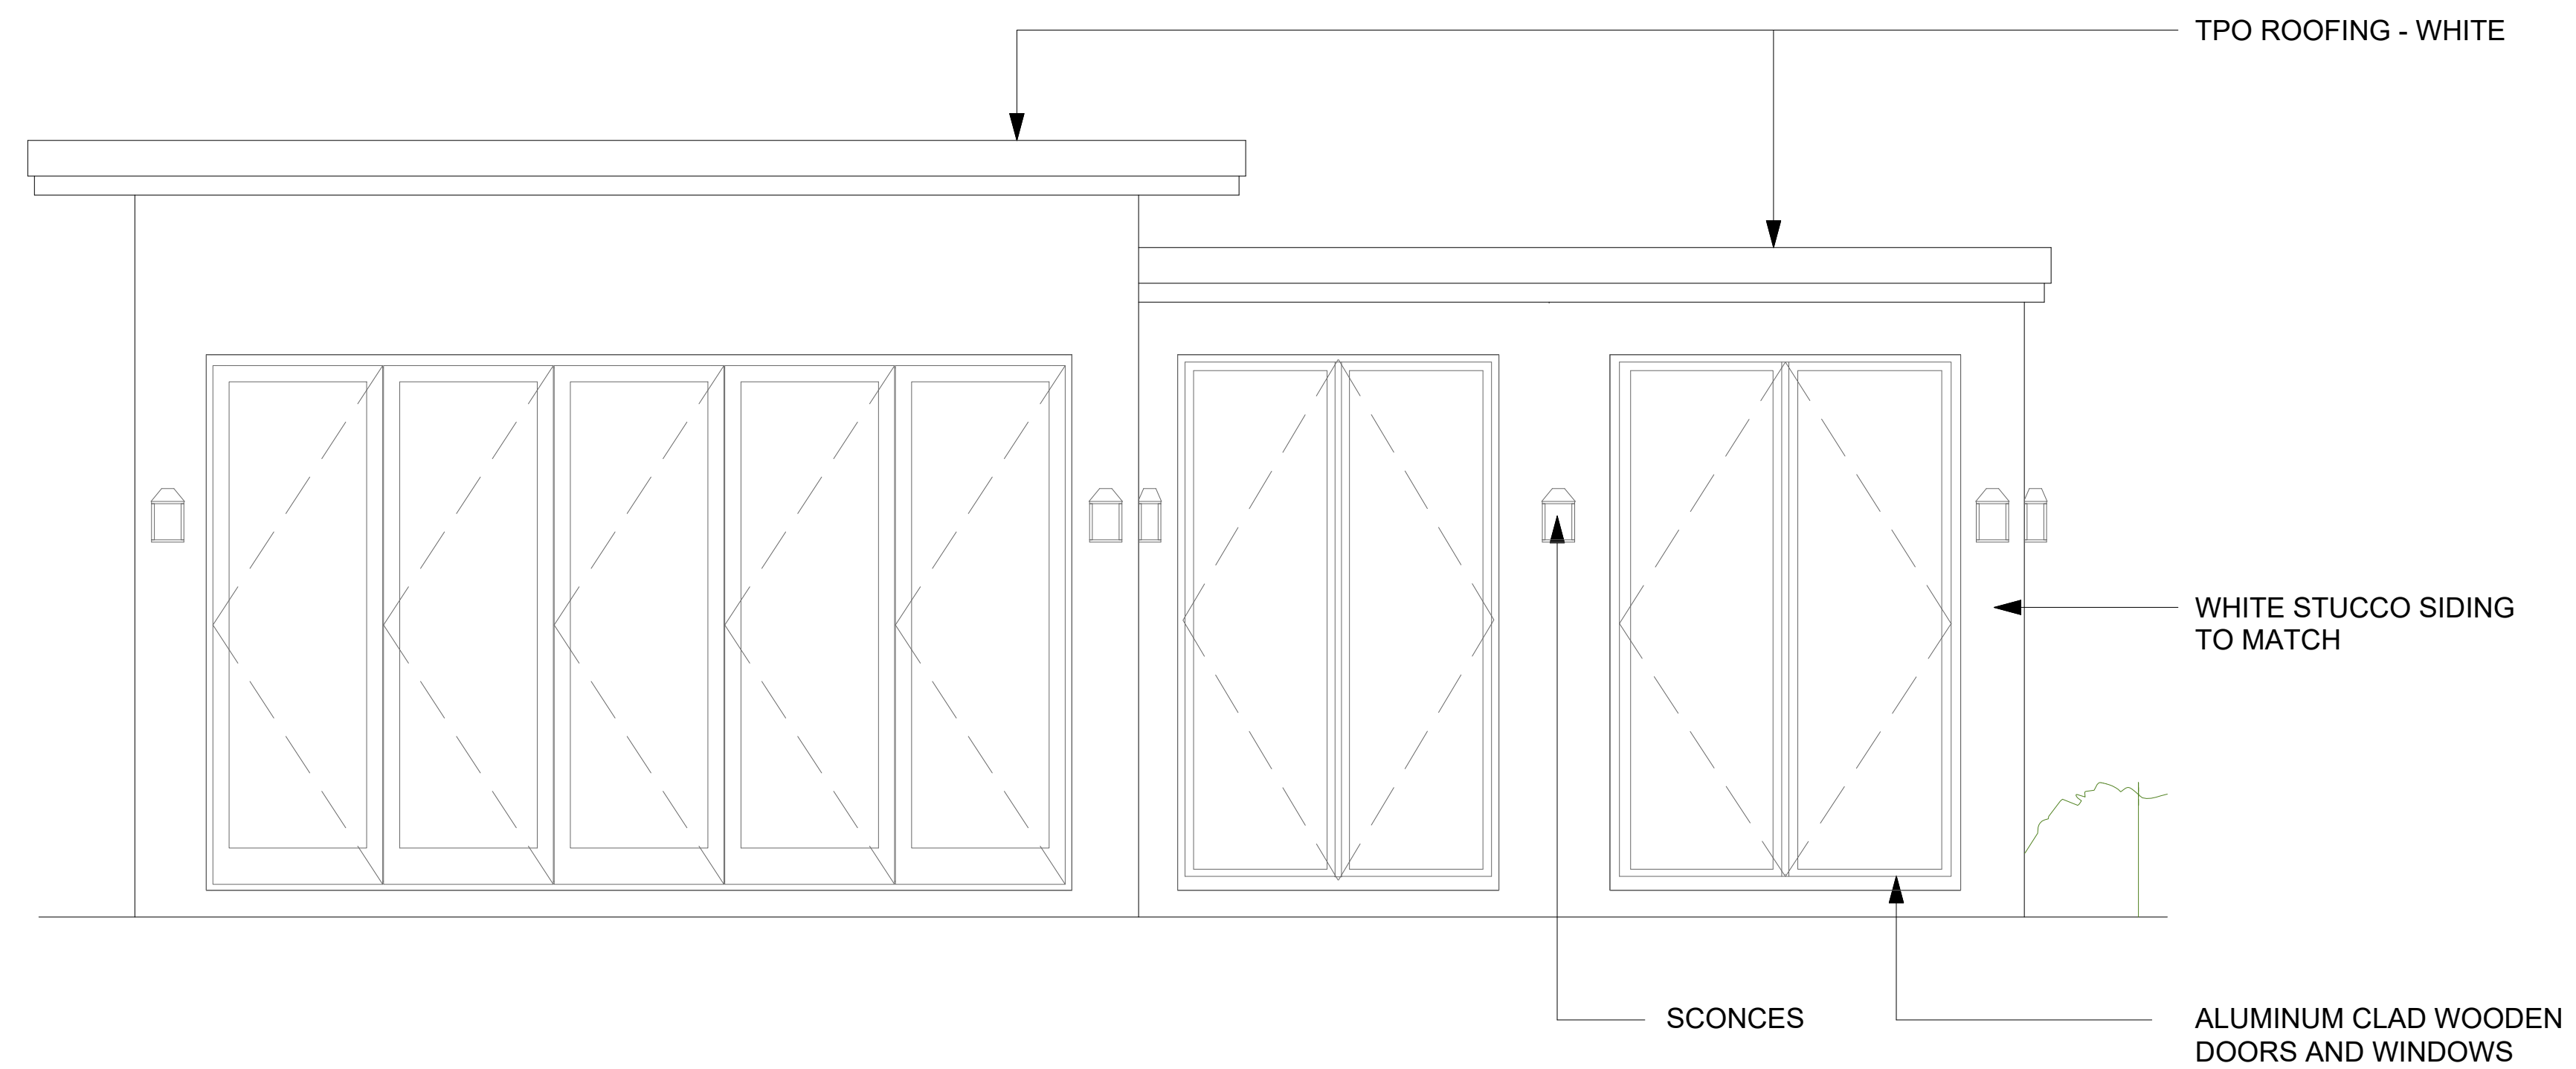 TPO ROOFING - WHITE
WHITE STUCCO SIDING
TO MATCH
SCONCES
ALUMINUM CLAD WOODEN
DOORS AND WINDOWS